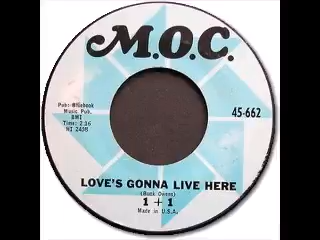 M.O.C.
Pub: Bluebook
Music Pub.
BMI
Time: 2:16
45-662
LOVE'S GONNA LIVE HERE
(Buck Owens)
1 + 1
Made in U.S.A.